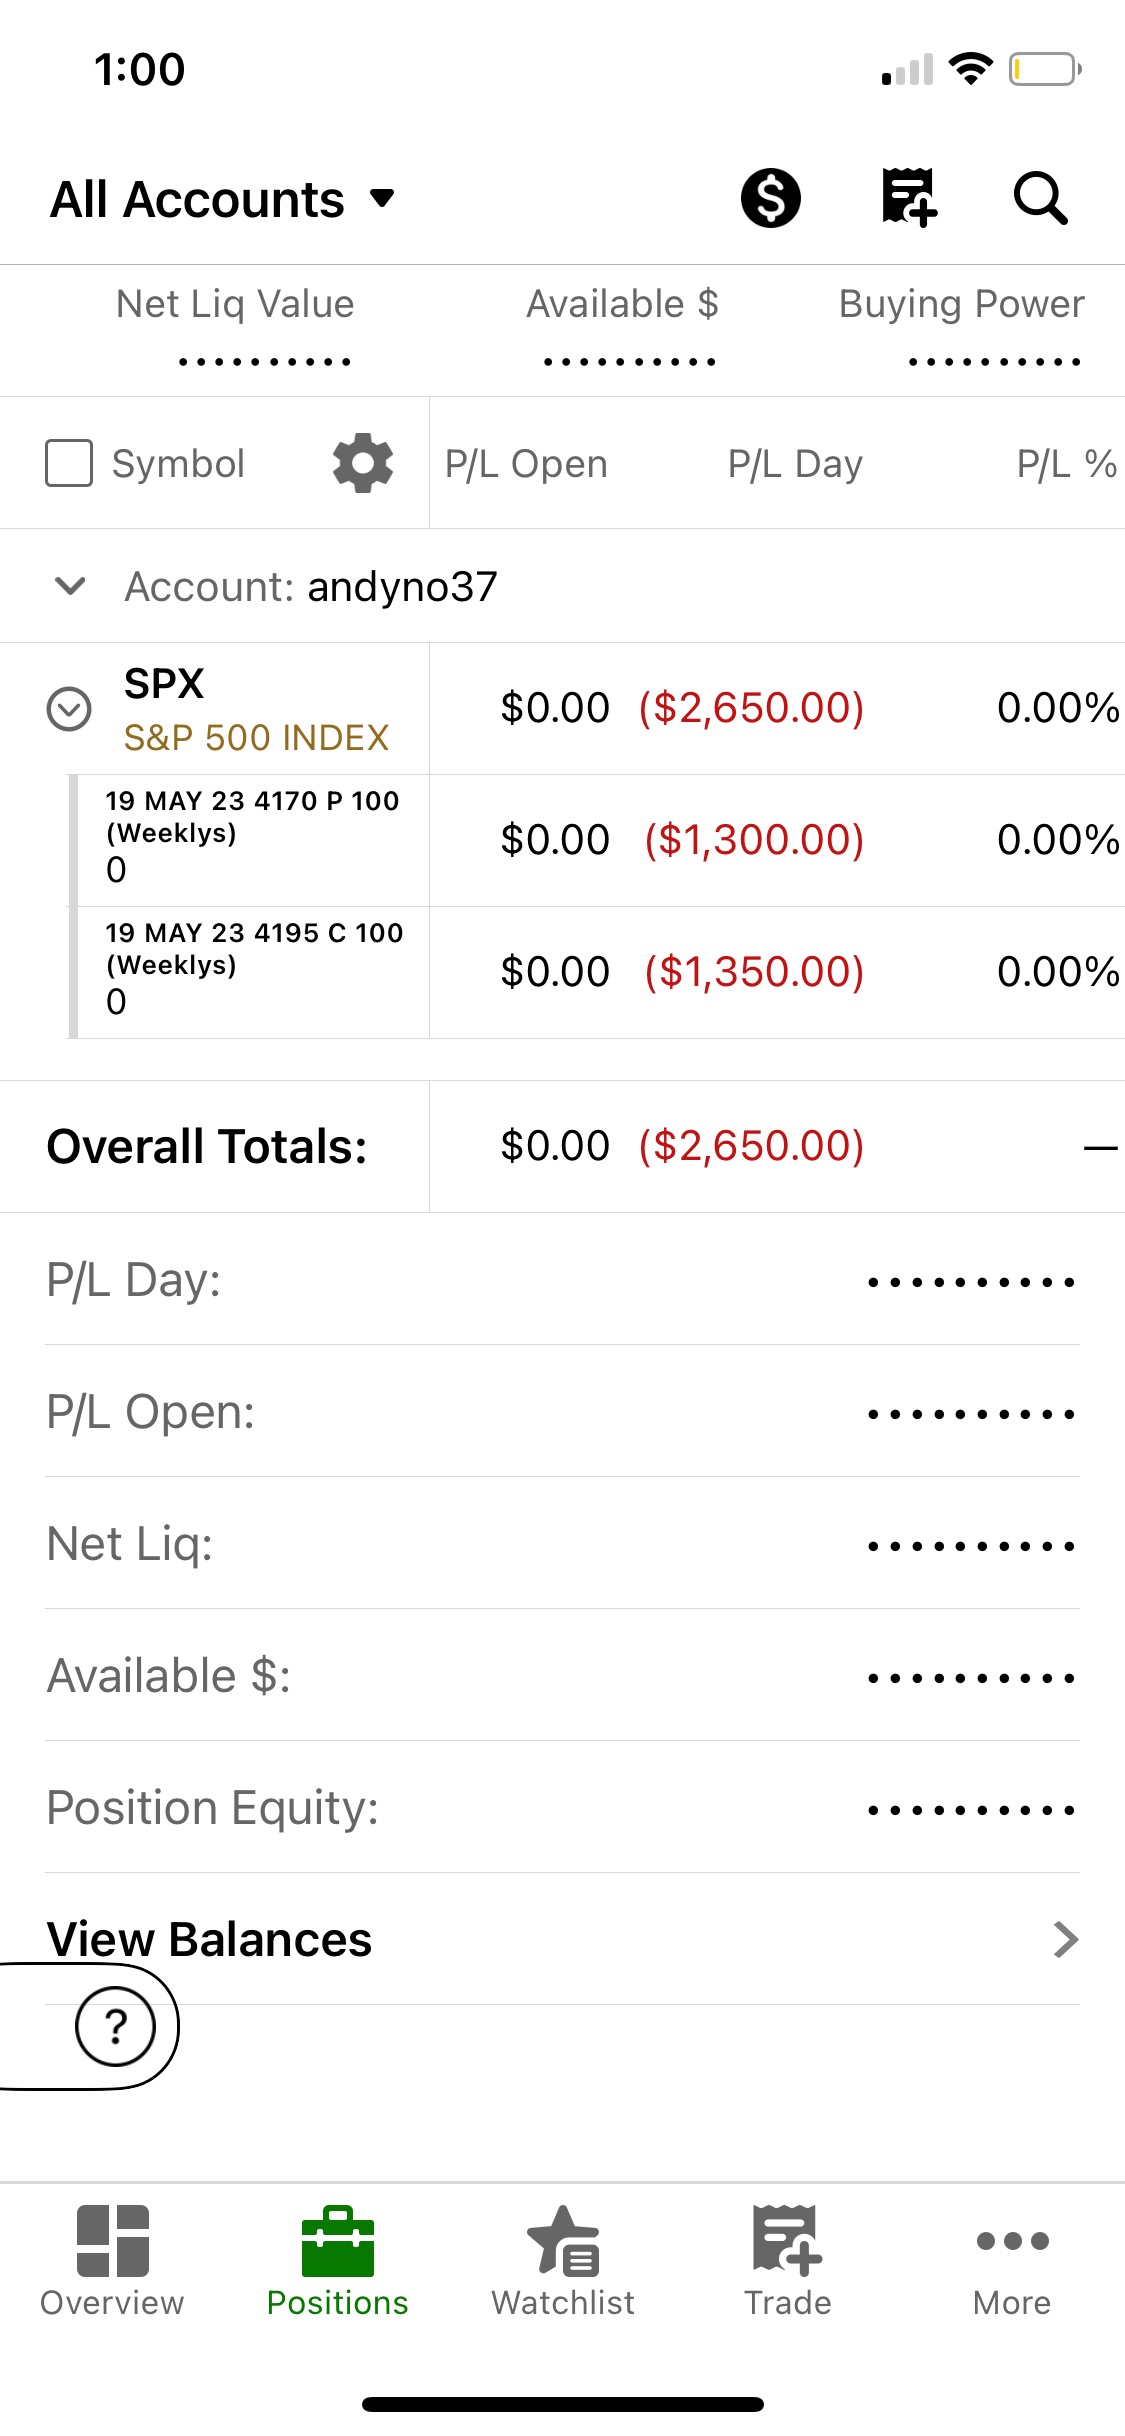 1:00
All Accounts
Net Liq Value Available $ Buying Power
•••••••••• •••••••••• ••••••••••
Symbol P/L Open P/L Day P/L %
Account: andyno37
SPX
S&P 500 INDEX
$0.00 ($2,650.00) 0.00%
19 MAY 23 4170 P 100
(Weeklys)
0
$0.00 ($1,300.00) 0.00%
19 MAY 23 4195 C 100
(Weeklys)
0
$0.00 ($1,350.00) 0.00%
Overall Totals: $0.00 ($2,650.00) —
P/L Day: ••••••••••
P/L Open: ••••••••••
Net Liq: ••••••••••
Available $: ••••••••••
Position Equity: ••••••••••
View Balances
?
Overview Positions Watchlist Trade More